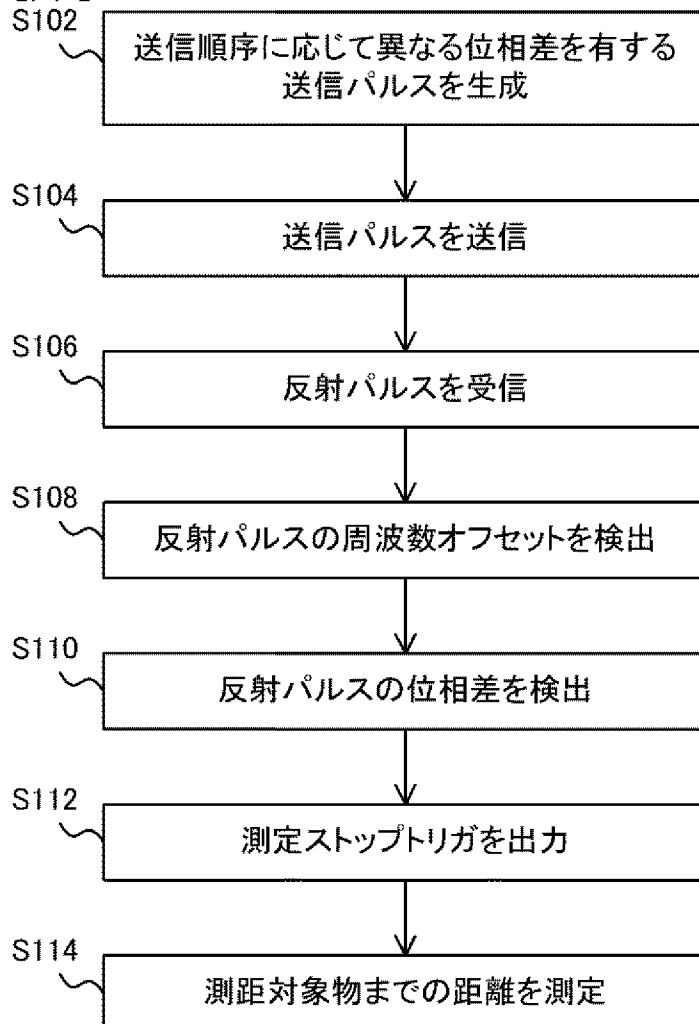 S102
送信順序に応じて異なる位相差を有する
送信パルスを生成
S104
送信パルスを送信
S106
反射パルスを受信
S108
反射パルスの周波数オフセットを検出
S110
反射パルスの位相差を検出
S112
測定ストップトリガを出力
S114
測距対象物までの距離を測定